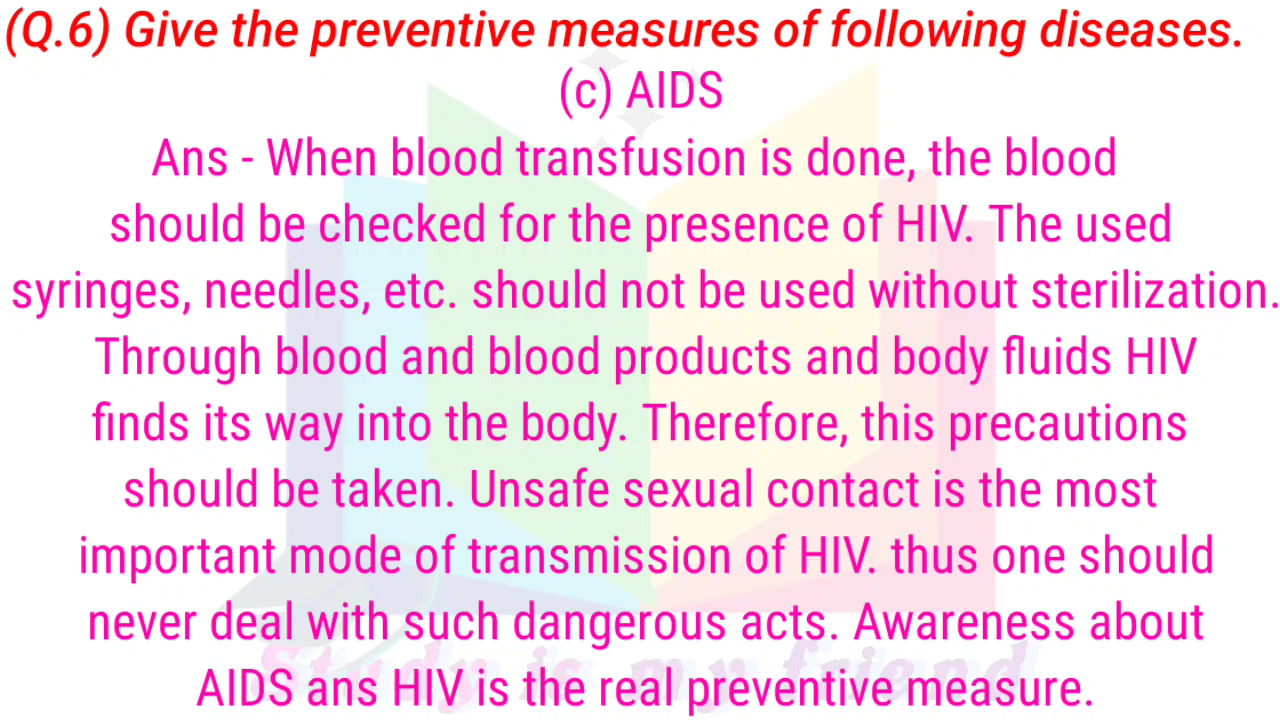 (Q.6) Give the preventive measures of following diseases.
(c) AIDS
Ans - When blood transfusion is done, the blood
should be checked for the presence of HIV. The used
syringes, needles, etc. should not be used without sterilization.
Through blood and blood products and body fluids HIV
finds its way into the body. Therefore, this precautions
should be taken. Unsafe sexual contact is the most
important mode of transmission of HIV. thus one should
never deal with such dangerous acts. Awareness about
Study is my friend
AIDS ans HIV is the real preventive measure.